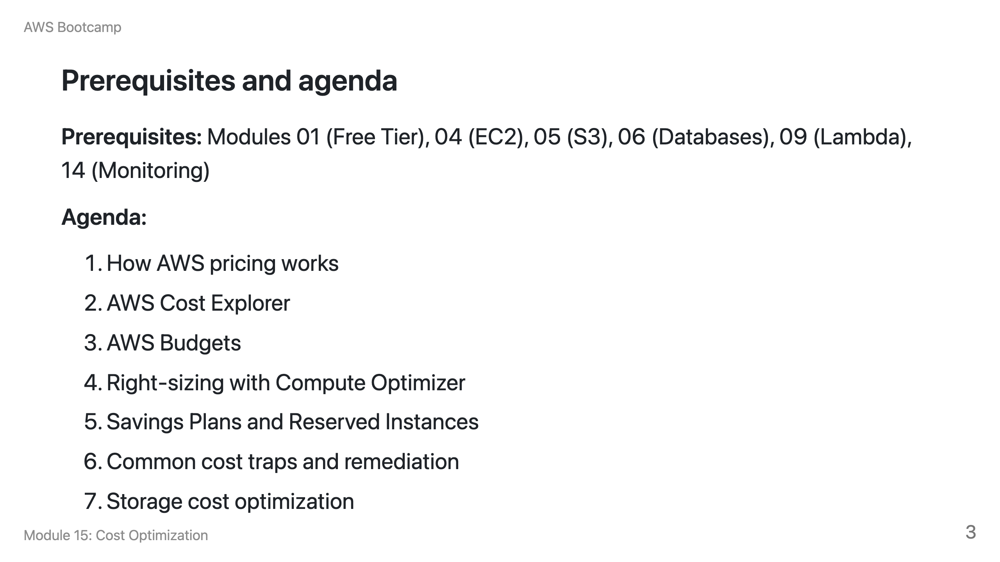 AWS Bootcamp
Prerequisites and agenda
Prerequisites: Modules 01 (Free Tier), 04 (EC2), 05 (S3), 06 (Databases), 09 (Lambda),
14 (Monitoring)
Agenda:
1. How AWS pricing works
2. AWS Cost Explorer
3. AWS Budgets
4. Right-sizing with Compute Optimizer
5. Savings Plans and Reserved Instances
6. Common cost traps and remediation
7. Storage cost optimization
Module 15: Cost Optimization
3